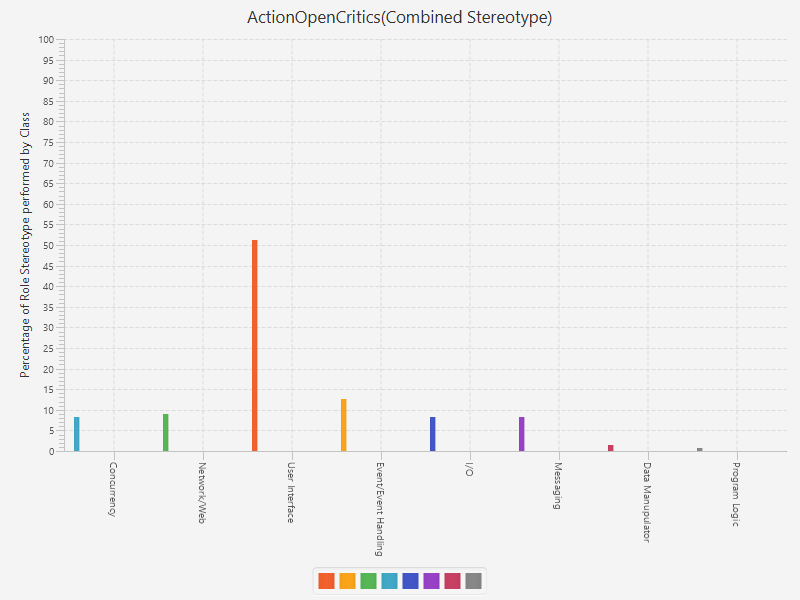 ActionOpenCritics(Combined Stereotype)
Percentage of Role Stereotype performed by Class
100
95
90
85
80
75
70
65
60
55
50
45
40
35
30
25
20
15
10
5
0
Concurrency
Network/Web
User Interface
Event/Event Handling
I/O
Messaging
Data Manupulator
Program Logic